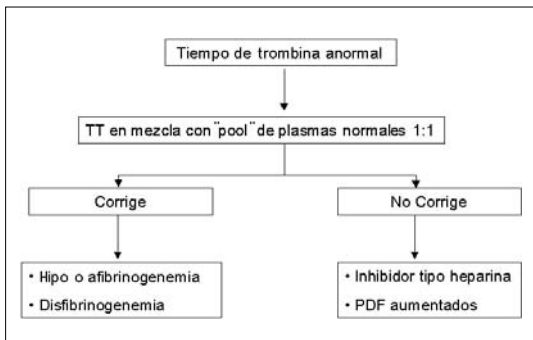 Tiempo de trombina anormal
TT en mezcla con ¨pool¨ de plasmas normales 1:1
Corrige
No Corrige
• Hipo o afibrinogenemia
• Disfibrinogenemia
• Inhibidor tipo heparina
• PDF aumentados